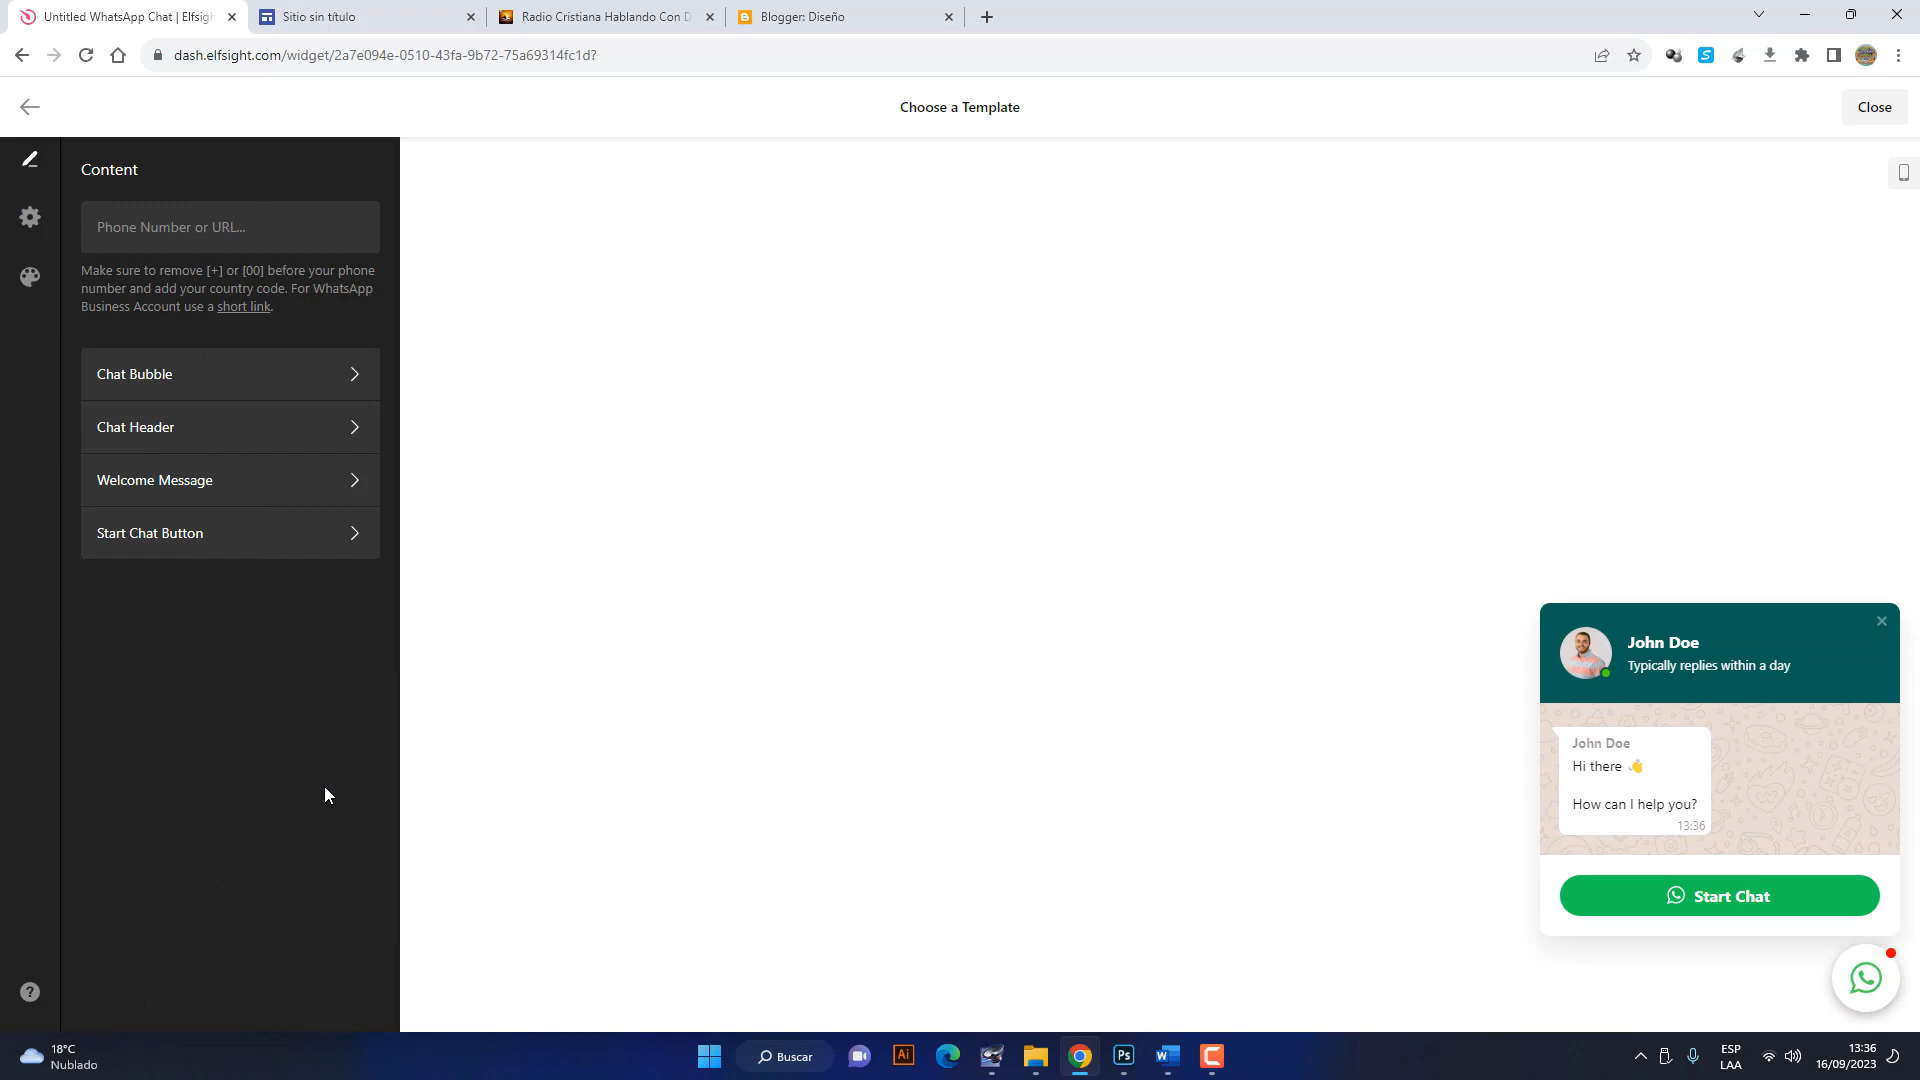 Untitled WhatsApp Chat | Elfsigh
Sitio sin título
Radio Cristiana Hablando Con D
Blogger: Diseño
dash.elfsight.com/widget/2a7e094e-0510-43fa-9b72-75a69314fc1d?
Choose a Template
Close
Content
Phone Number or URL...
Make sure to remove [+] or [00] before your phone
number and add your country code. For WhatsApp
Business Account use a short link.
Chat Bubble
Chat Header
Welcome Message
Start Chat Button
John Doe
Typically replies within a day
John Doe
Hi there 👋
How can I help you?
13:36
Start Chat
18°C
Nublado
Buscar
ESP
LAA
13:36
16/09/2023